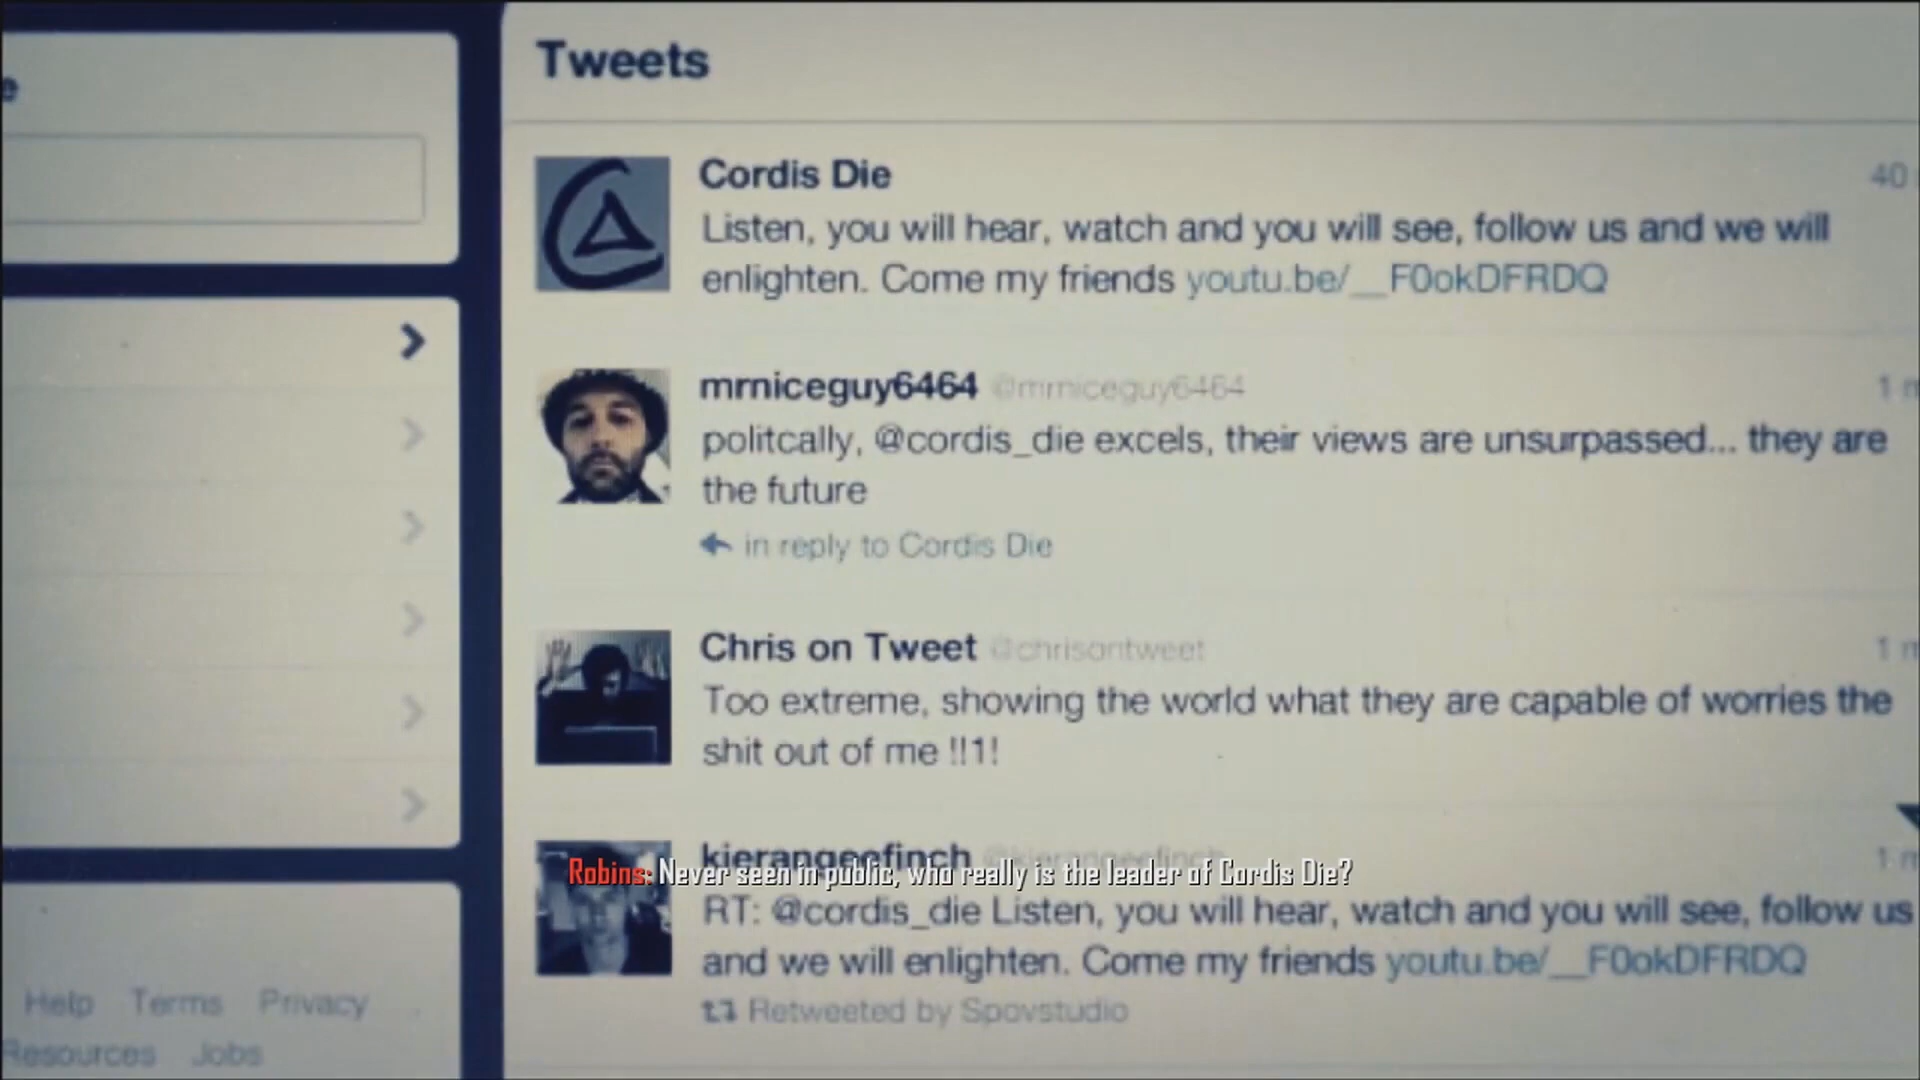 Tweets
Cordis Die
40
Listen, you will hear, watch and you will see, follow us and we will
enlighten. Come my friends youtu.be/__F0okDFRDQ
mrniceguy6464 @mrniceguy6464
1 m
politcally, @cordis_die excels, their views are unsurpassed... they are
the future
in reply to Cordis Die
Chris on Tweet @chrisontweet
1 m
Too extreme, showing the world what they are capable of worries the
shit out of me !!1!
kierangeefinch @kierangeefinch
1 m
Robins: Never seen in public, who really is the leader of Cordis Die?
RT: @cordis_die Listen, you will hear, watch and you will see, follow us
and we will enlighten. Come my friends youtu.be/__F0okDFRDQ
Retweeted by Spovstudio
Help Terms Privacy
Resources Jobs